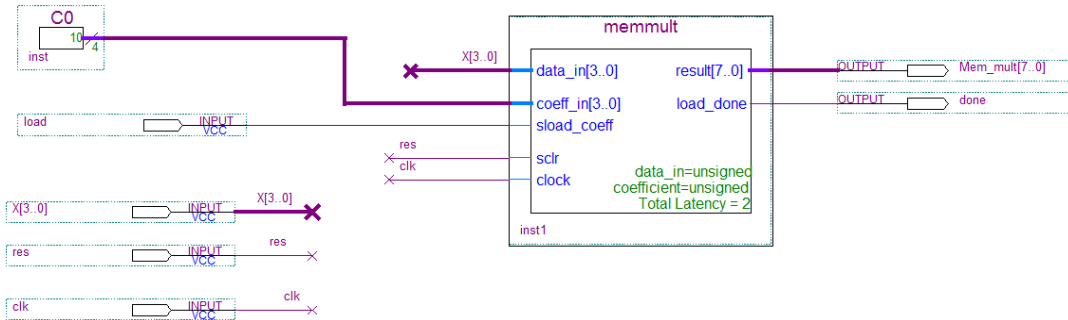 C0
10
4
inst
load
INPUT
VCC
X[3..0]
INPUT
VCC
X[3..0]
res
INPUT
VCC
res
clk
INPUT
VCC
clk
memmult
X[3..0]
data_in[3..0]
result[7..0]
coeff_in[3..0]
load_done
sload_coeff
res
sclr
clk
clock
data_in=unsigned
coefficient=unsigned
Total Latency = 2
inst1
OUTPUT
Mem_mult[7..0]
OUTPUT
done